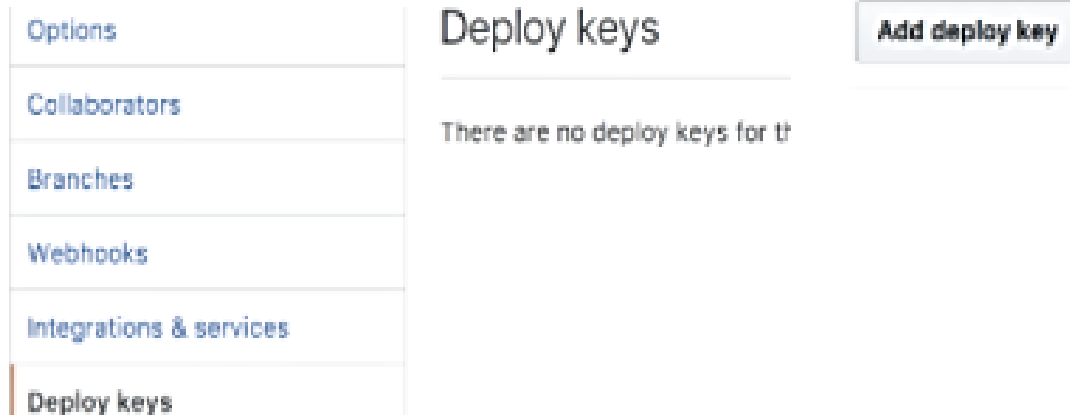 Options
Collaborators
Branches
Webhooks
Integrations & services
Deploy keys
Deploy keys
Add deploy key
There are no deploy keys for th